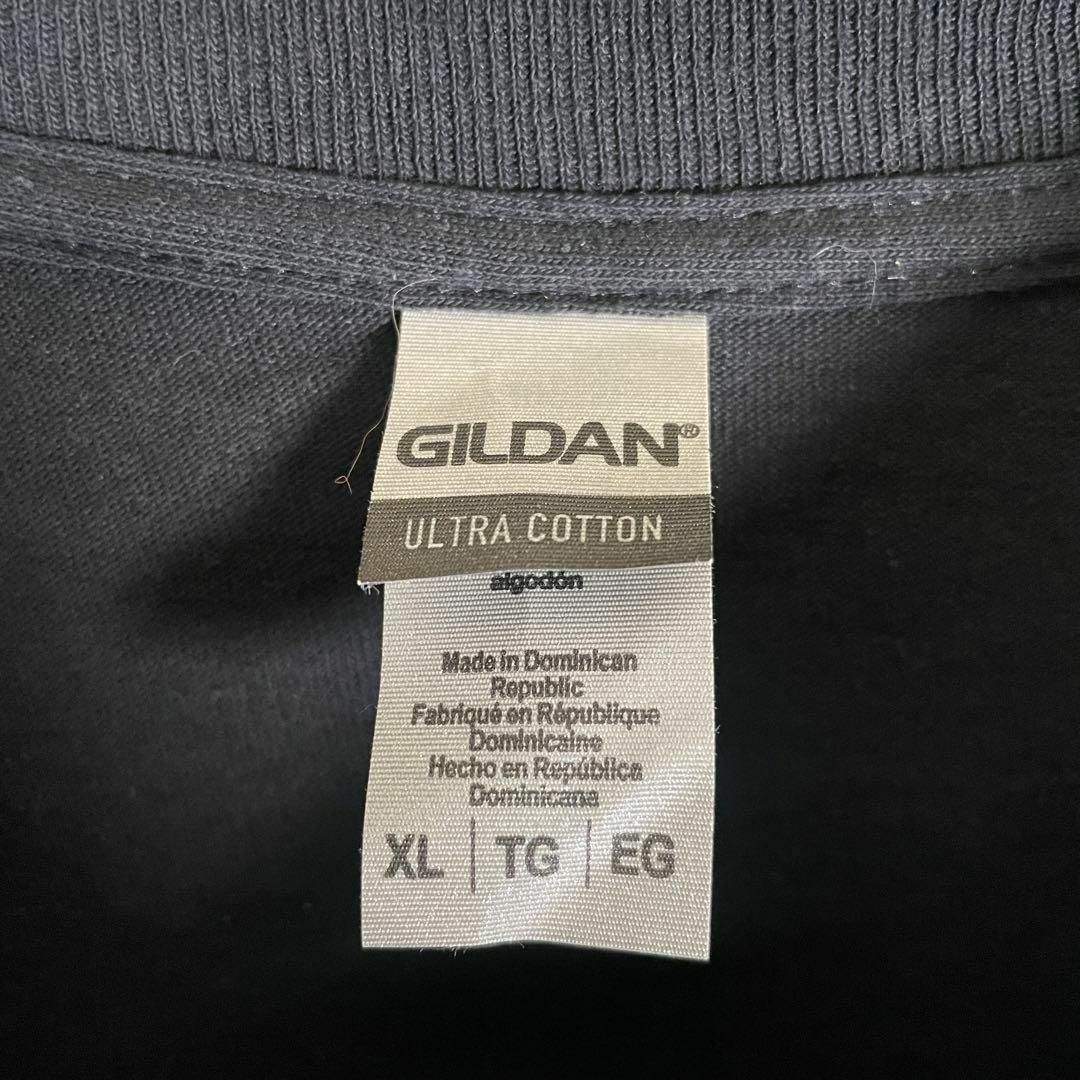 GILDAN®
ULTRA COTTON
algodón
Made in Dominican
Republic
Fabriqué en République
Dominicaine
Hecho en República
Dominicana
XL | TG | EG